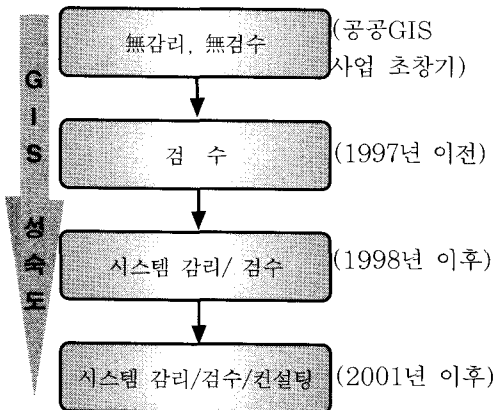 GIS 성숙도
無감리, 無검수
(공공GIS
사업 초창기)
검 수
(1997년 이전)
시스템 감리/ 검수
(1998년 이후)
시스템 감리/검수/컨설팅
(2001년 이후)